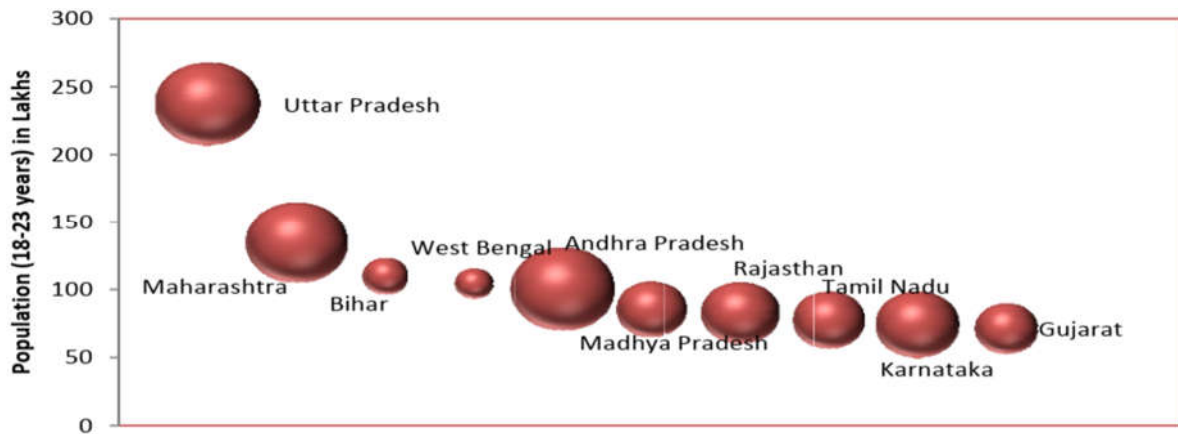 Population (18-23 years) in Lakhs
300
250
200
150
100
50
0
Uttar Pradesh
Maharashtra
Bihar
West Bengal
Andhra Pradesh
Madhya Pradesh
Rajasthan
Tamil Nadu
Karnataka
Gujarat